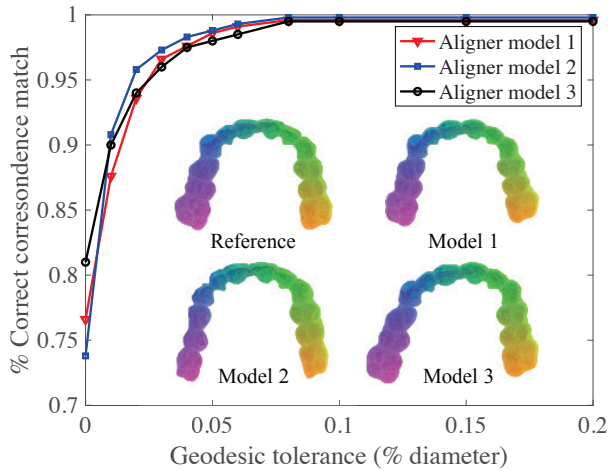 % Correct corresondence match
1
0.95
0.9
0.85
0.8
0.75
0.7
Aligner model 1
Aligner model 2
Aligner model 3
Reference
Model 1
Model 2
Model 3
0
0.05
0.1
0.15
0.2
Geodesic tolerance (% diameter)